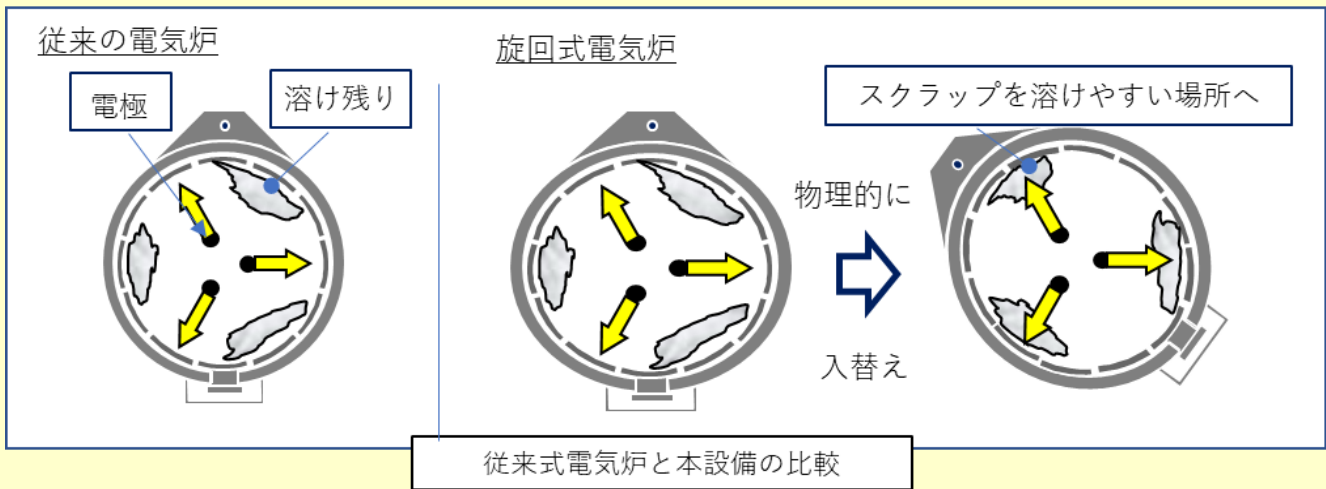 従来の電気炉
電極
溶け残り
旋回式電気炉
スクラップを溶けやすい場所へ
物理的に
入替え
従来式電気炉と本設備の比較